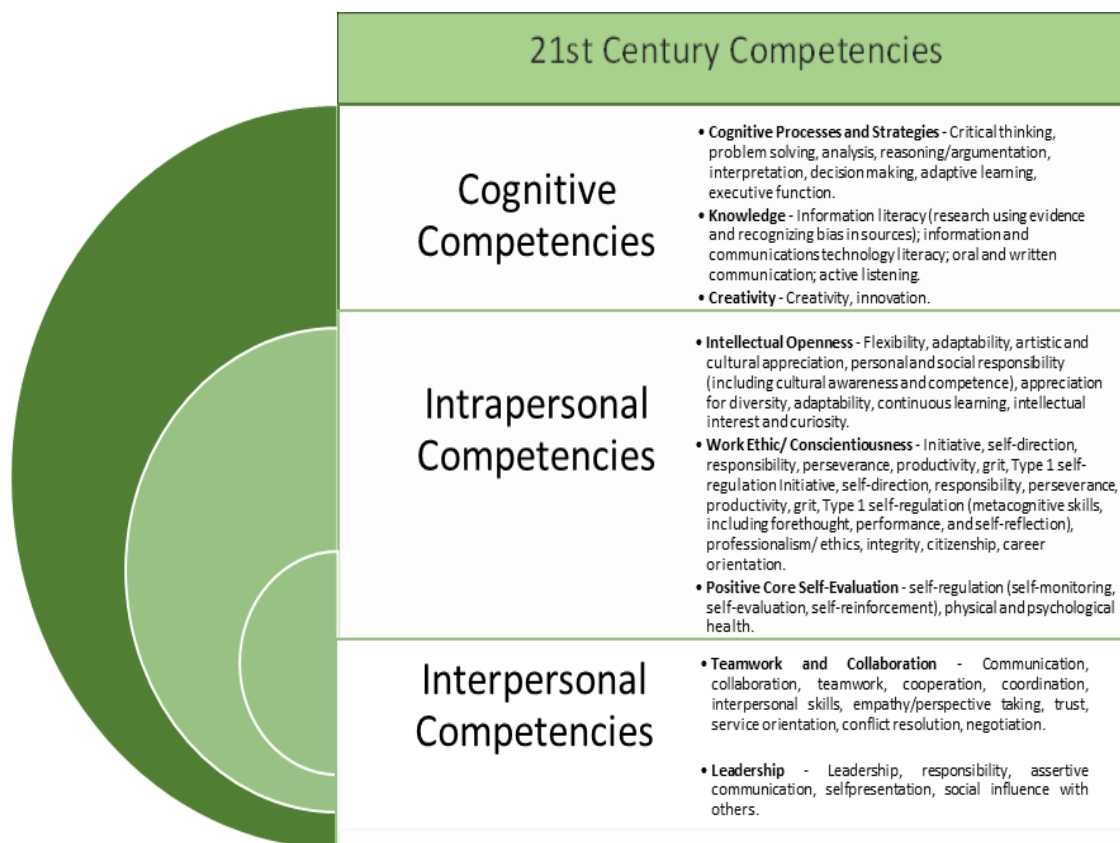 21st Century Competencies
Cognitive
Competencies
• Cognitive Processes and Strategies - Critical thinking,
problem solving, analysis, reasoning/argumentation,
interpretation, decision making, adaptive learning,
executive function.
• Knowledge - Information literacy (research using evidence
and recognizing bias in sources); information and
communications technology literacy; oral and written
communication; active listening.
• Creativity - Creativity, innovation.
Intrapersonal
Competencies
• Intellectual Openness - Flexibility, adaptability, artistic and
cultural appreciation, personal and social responsibility
(including cultural awareness and competence), appreciation
for diversity, adaptability, continuous learning, intellectual
interest and curiosity.
• Work Ethic/ Conscientiousness - Initiative, self-direction,
responsibility, perseverance, productivity, grit, Type 1 self-
regulation Initiative, self-direction, responsibility, perseverance,
productivity, grit, Type 1 self-regulation (metacognitive skills,
including forethought, performance, and self-reflection),
professionalism/ ethics, integrity, citizenship, career
orientation.
• Positive Core Self-Evaluation - self-regulation (self-monitoring,
self-evaluation, self-reinforcement), physical and psychological
health.
Interpersonal
Competencies
• Teamwork and Collaboration - Communication,
collaboration, teamwork, cooperation, coordination,
interpersonal skills, empathy/perspective taking, trust,
service orientation, conflict resolution, negotiation.
• Leadership - Leadership, responsibility, assertive
communication, selfpresentation, social influence with
others.